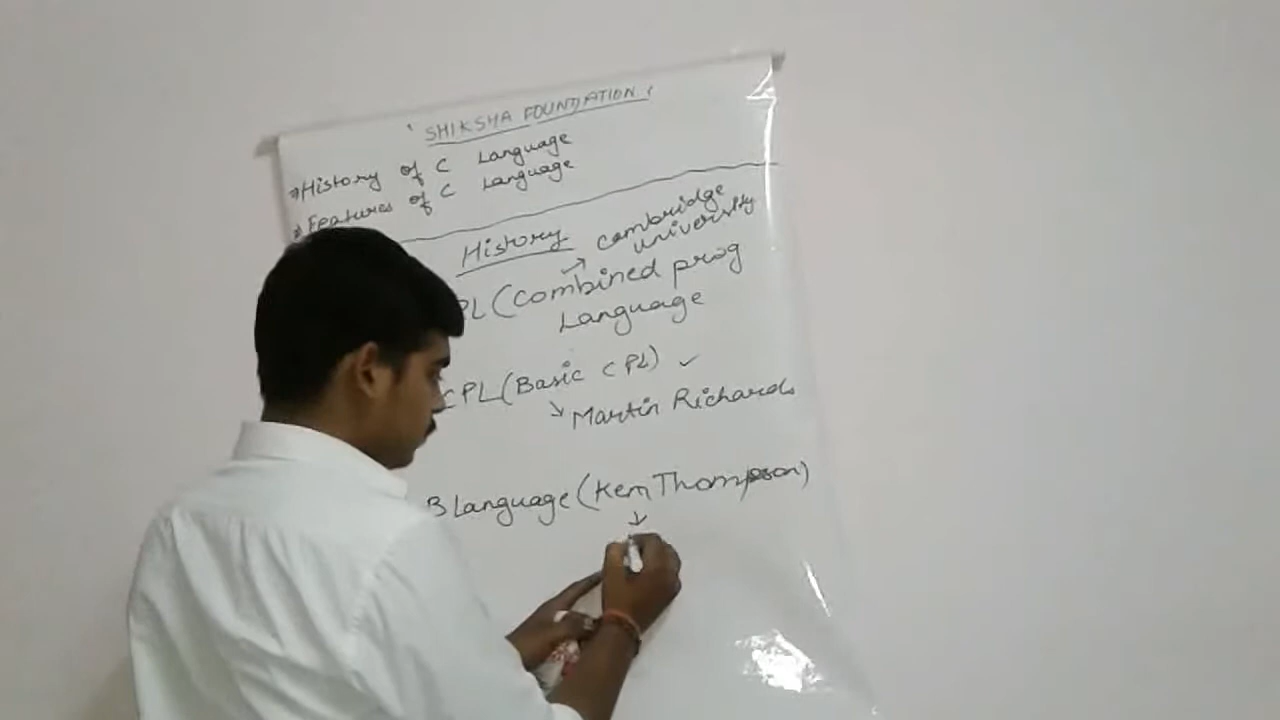 ' SHIKSHA FOUNDATION '
*History of C Language
* Features of C Language
History
→ Cambridge
university
PL (Combined prog
Language
CPL (Basic CPL) ✓
↘ Martin Richards
B Language (Ken Thompson)
↓